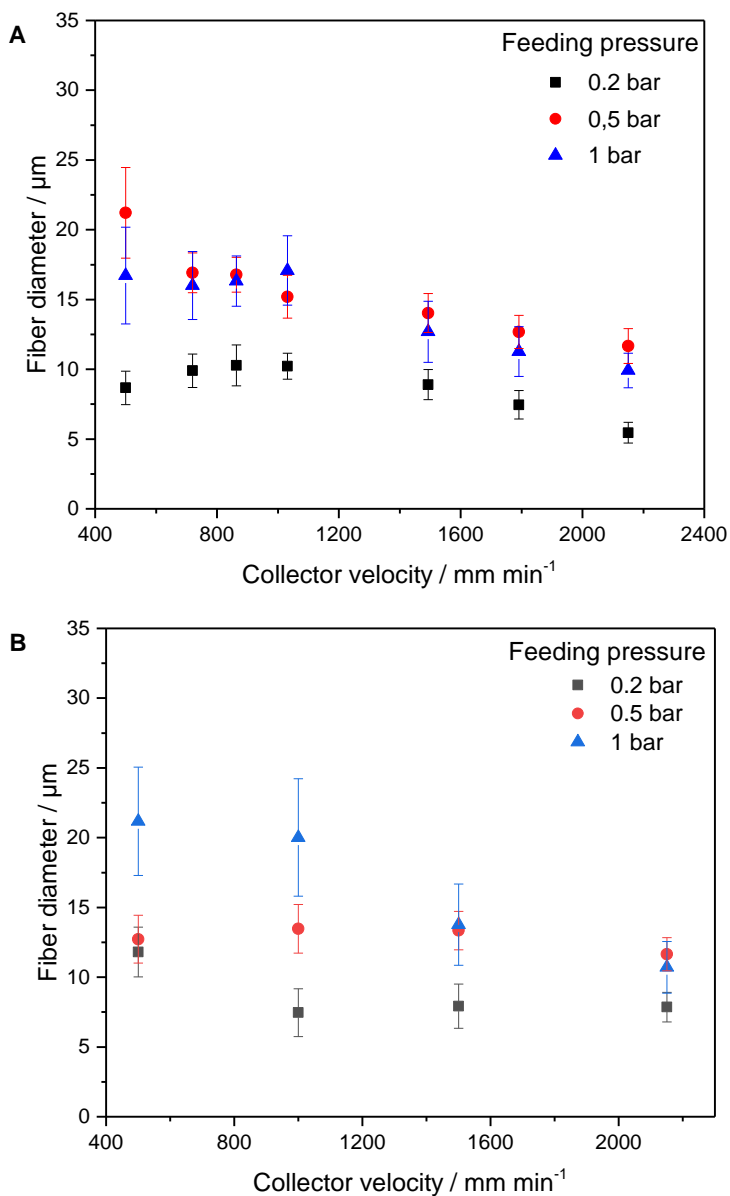 A
Feeding pressure
0.2 bar
0,5 bar
1 bar
35
30
25
20
15
10
5
0
Fiber diameter / µm
400 800 1200 1600 2000 2400
Collector velocity / mm min⁻¹
B
Feeding pressure
0.2 bar
0.5 bar
1 bar
35
30
25
20
15
10
5
0
Fiber diameter / µm
400 800 1200 1600 2000
Collector velocity / mm min⁻¹